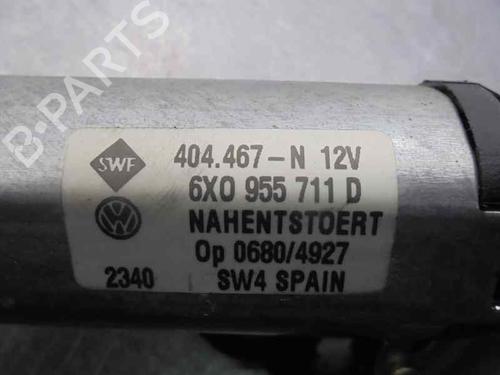 SWF 404.467-N 12V
6X0 955 711 D
NAHENTSTOERT
Op 0680/4927
2340 SW4 SPAIN
B-PARTS